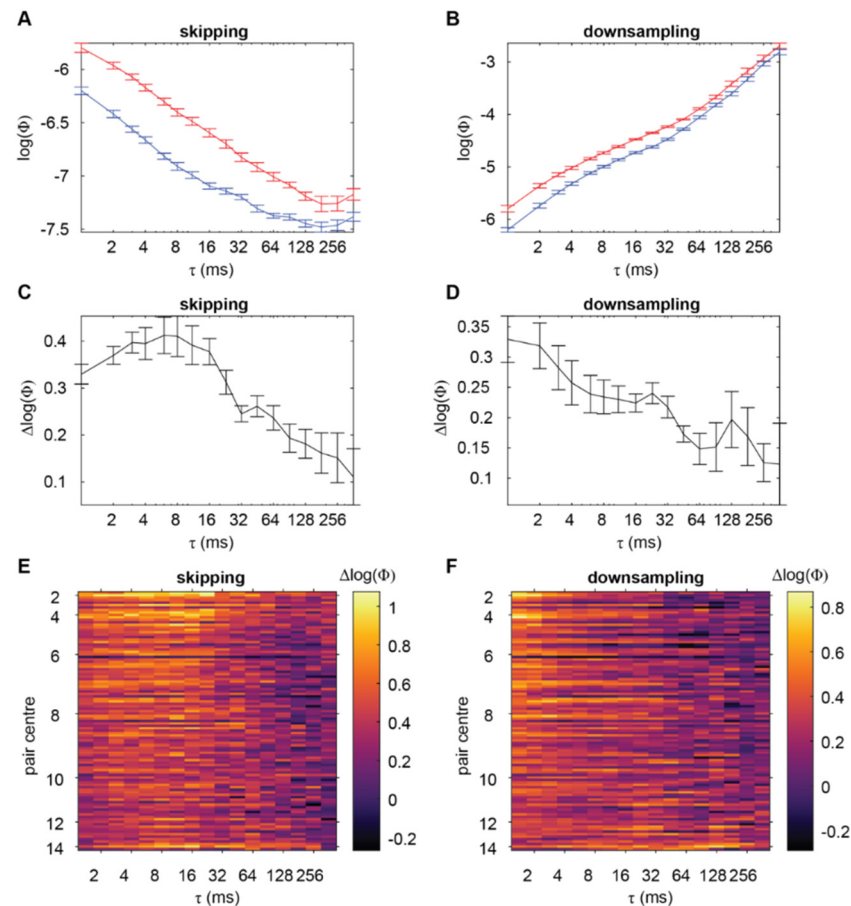 A
skipping
log(Φ)
-6
-6.5
-7
-7.5
2 4 8 16 32 64 128 256
τ (ms)
B
downsampling
log(Φ)
-3
-4
-5
-6
2 4 8 16 32 64 128 256
τ (ms)
C
skipping
Δlog(Φ)
0.4
0.3
0.2
0.1
2 4 8 16 32 64 128 256
τ (ms)
D
downsampling
Δlog(Φ)
0.35
0.3
0.25
0.2
0.15
0.1
2 4 8 16 32 64 128 256
τ (ms)
E
skipping
Δlog(Φ)
pair centre
2
4
6
8
10
12
14
2 4 8 16 32 64 128 256
τ (ms)
1
0.8
0.6
0.4
0.2
0
-0.2
F
downsampling
Δlog(Φ)
2
4
6
8
10
12
14
2 4 8 16 32 64 128 256
τ (ms)
0.8
0.6
0.4
0.2
0
-0.2